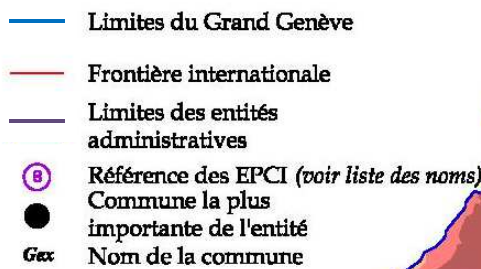 Limites du Grand Genève
Frontière internationale
Limites des entités
administratives
8 Référence des EPCI (voir liste des noms)
Commune la plus
importante de l'entité
Gex Nom de la commune